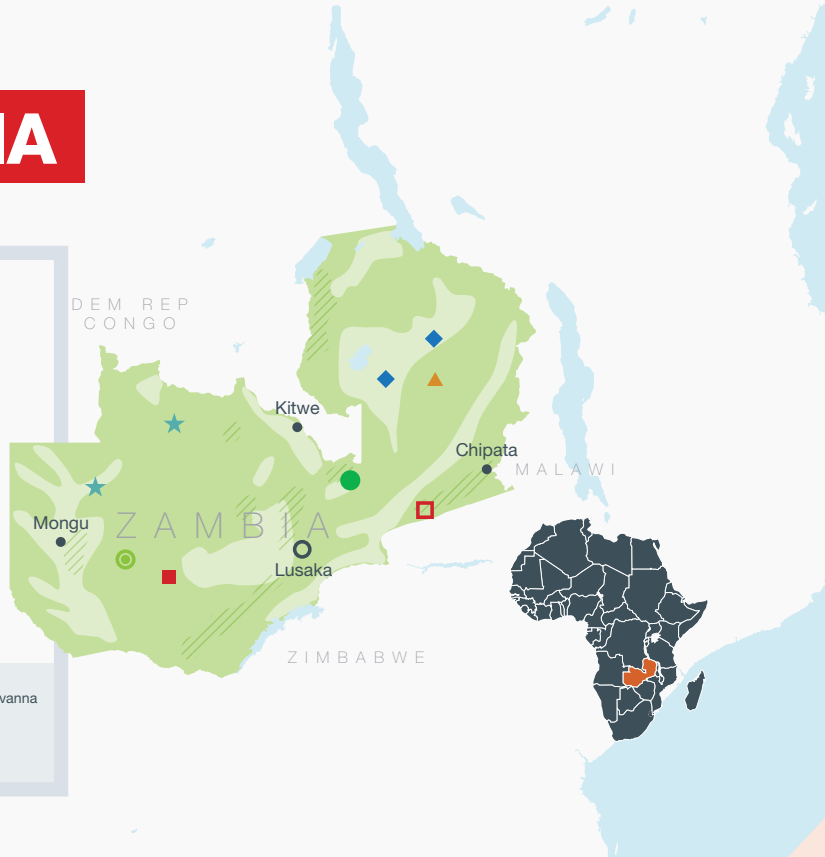 IA
DEM REP
CONGO
Kitwe
Chipata
MALAWI
Mongu
ZAMBIA
Lusaka
ZIMBABWE
vanna